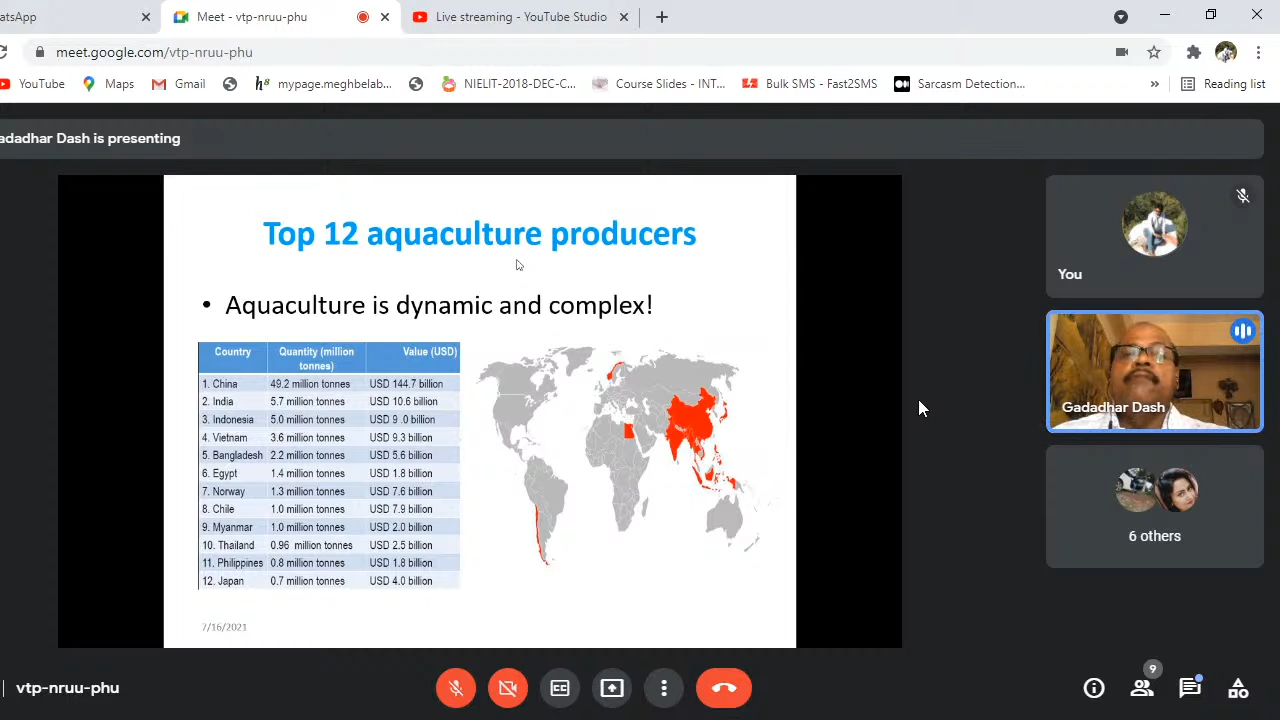 atsApp
Meet - vtp-nruu-phu
Live streaming - YouTube Studio
meet.google.com/vtp-nruu-phu
YouTube
Maps
Gmail
mypage.meghbelab...
NIELIT-2018-DEC-C...
Course Slides - INT...
Bulk SMS - Fast2SMS
Sarcasm Detection...
»
Reading list
adadhar Dash is presenting
Top 12 aquaculture producers
• Aquaculture is dynamic and complex!
Country Quantity (million tonnes) Value (USD)
1. China 49.2 million tonnes USD 144.7 billion
2. India 5.7 million tonnes USD 10.6 billion
3. Indonesia 5.0 million tonnes USD 9 .0 billion
4. Vietnam 3.6 million tonnes USD 9.3 billion
5. Bangladesh 2.2 million tonnes USD 5.6 billion
6. Egypt 1.4 million tonnes USD 1.8 billion
7. Norway 1.3 million tonnes USD 7.6 billion
8. Chile 1.0 million tonnes USD 7.9 billion
9. Myanmar 1.0 million tonnes USD 2.0 billion
10. Thailand 0.96 million tonnes USD 2.5 billion
11. Philippines 0.8 million tonnes USD 1.8 billion
12. Japan 0.7 million tonnes USD 4.0 billion
7/16/2021
You
Gadadhar Dash
6 others
vtp-nruu-phu
CC
9